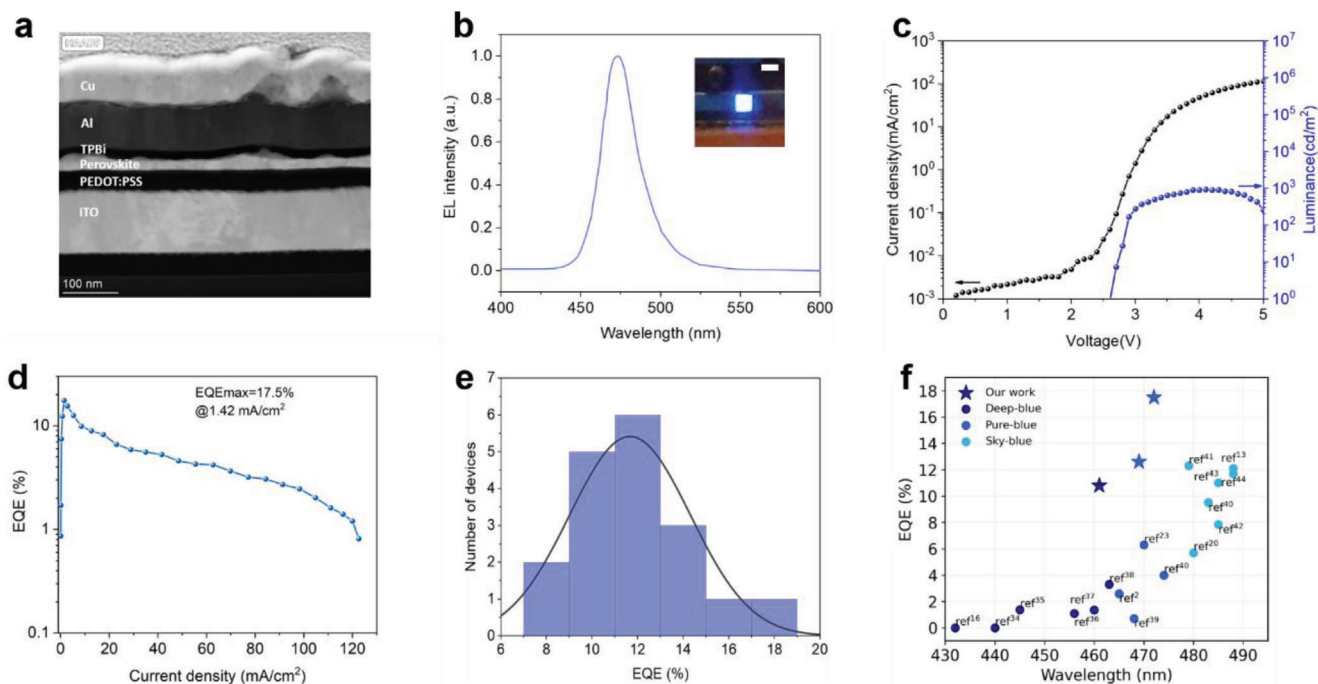 a
HAADF
Cu
Al
TPBi
Perovskite
PEDOT:PSS
ITO
100 nm
b
EL intensity (a.u.)
1.0
0.8
0.6
0.4
0.2
0.0
400
450
500
550
600
Wavelength (nm)
c
Current density(mA/cm²)
10³
10²
10¹
10⁰
10⁻¹
10⁻²
10⁻³
0
1
2
3
4
5
Voltage(V)
10⁷
10⁶
10⁵
10⁴
10³
10²
10¹
10⁰
Luminance(cd/m²)
d
EQEmax=17.5%
@1.42 mA/cm²
EQE (%)
10
1
0.1
0
20
40
60
80
100
120
Current density (mA/cm²)
e
Number of devices
7
6
5
4
3
2
1
0
6
8
10
12
14
16
18
20
EQE (%)
f
Our work
Deep-blue
Pure-blue
Sky-blue
EQE (%)
18
16
14
12
10
8
6
4
2
0
ref⁴¹
ref¹³
ref⁴³
ref⁴⁴
ref⁴⁰
ref⁴²
ref²³
ref²⁰
ref³⁸
ref⁴⁰
ref³⁵
ref³⁷
ref²
ref¹⁶
ref³⁴
ref³⁶
ref³⁹
430
440
450
460
470
480
490
Wavelength (nm)